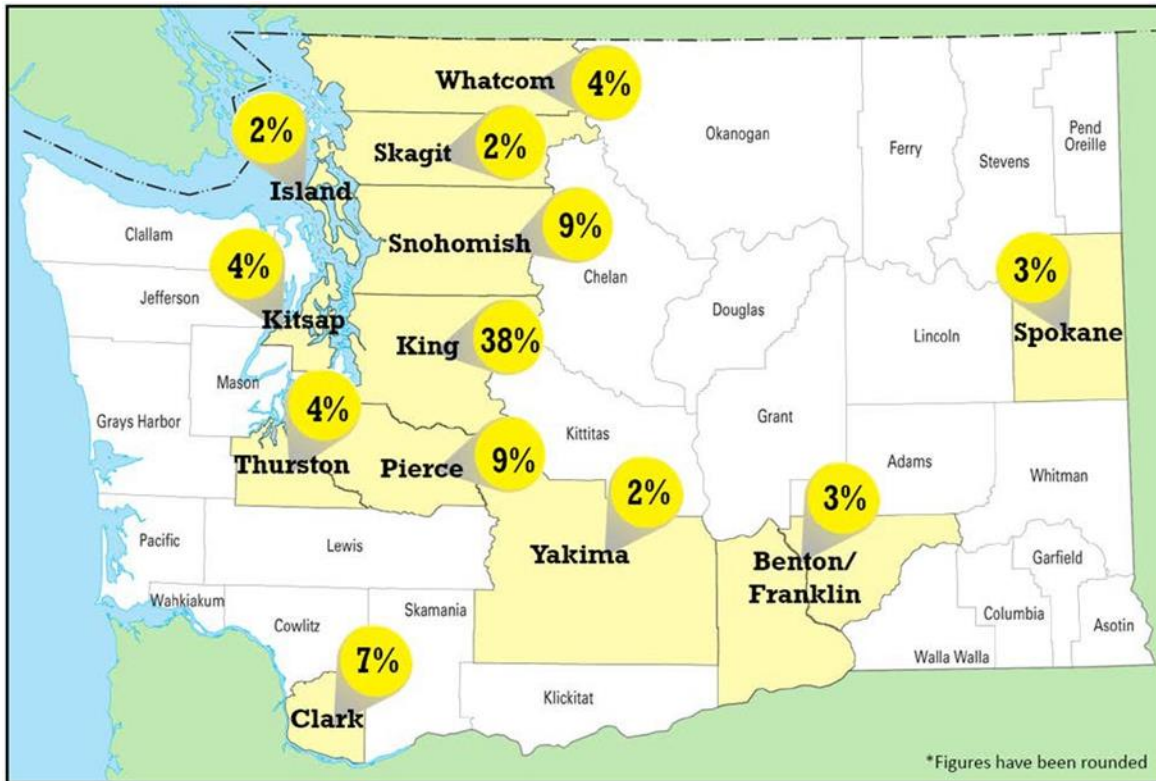 Whatcom
4%
Okanogan
Ferry
Stevens
Pend
Oreille
2%
Island
Skagit
2%
Clallam
Snohomish
9%
Chelan
4%
Jefferson
Kitsap
Douglas
3%
Spokane
King
38%
Lincoln
Mason
Grays Harbor
4%
Thurston
Pierce
9%
Kittitas
Grant
Adams
Whitman
2%
Yakima
3%
Benton/
Franklin
Pacific
Lewis
Garfield
Wahkiakum
Cowlitz
Skamania
Columbia
Asotin
Walla Walla
7%
Clark
Klickitat
*Figures have been rounded